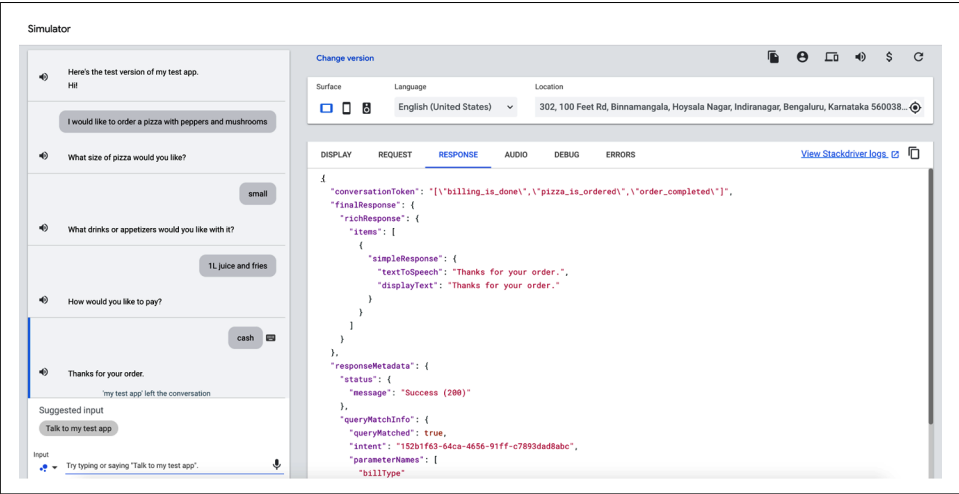 Simulator
Here's the test version of my test app.
Hi!
I would like to order a pizza with peppers and mushrooms
What size of pizza would you like?
small
What drinks or appetizers would you like with it?
1L juice and fries
How would you like to pay?
cash
Thanks for your order.
'my test app' left the conversation
Suggested input
Talk to my test app
Input
Try typing or saying "Talk to my test app".
Change version
Surface
Language
English (United States)
Location
302, 100 Feet Rd, Binnamangala, Hoysala Nagar, Indiranagar, Bengaluru, Karnataka 560038...
DISPLAY REQUEST RESPONSE AUDIO DEBUG ERRORS
View Stackdriver logs
{
"conversationToken": "[\"billing_is_done\",\"pizza_is_ordered\",\"order_completed\"]",
"finalResponse": {
"richResponse": {
"items": [
{
"simpleResponse": {
"textToSpeech": "Thanks for your order.",
"displayText": "Thanks for your order."
}
}
]
}
},
"responseMetadata": {
"status": {
"message": "Success (200)"
},
"queryMatchInfo": {
"queryMatched": true,
"intent": "152b1f63-64ca-4656-91ff-c7893dad8abc",
"parameterNames": [
"billType"